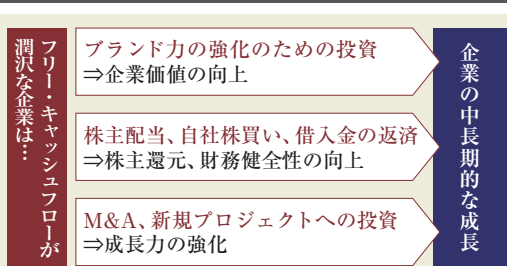 フリー・キャッシュフローが
潤沢な企業は…
ブランド力の強化のための投資
⇒企業価値の向上
株主配当、自社株買い、借入金の返済
⇒株主還元、財務健全性の向上
M&A、新規プロジェクトへの投資
⇒成長力の強化
企業の中長期的な成長